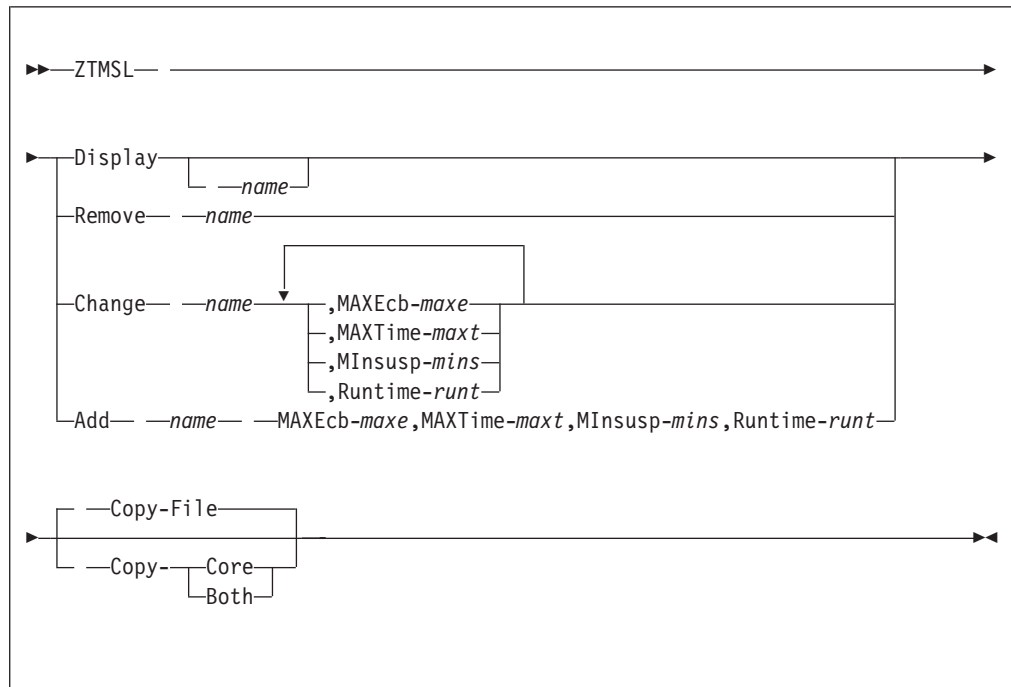 ZTMSL
Display
name
Remove name
Change name ,MAXEcb-maxe
,MAXTime-maxt
,MInsusp-mins
,Runtime-runt
Add name MAXEcb-maxe,MAXTime-maxt,MInsusp-mins,Runtime-runt
Copy-File
Copy- Core
Both